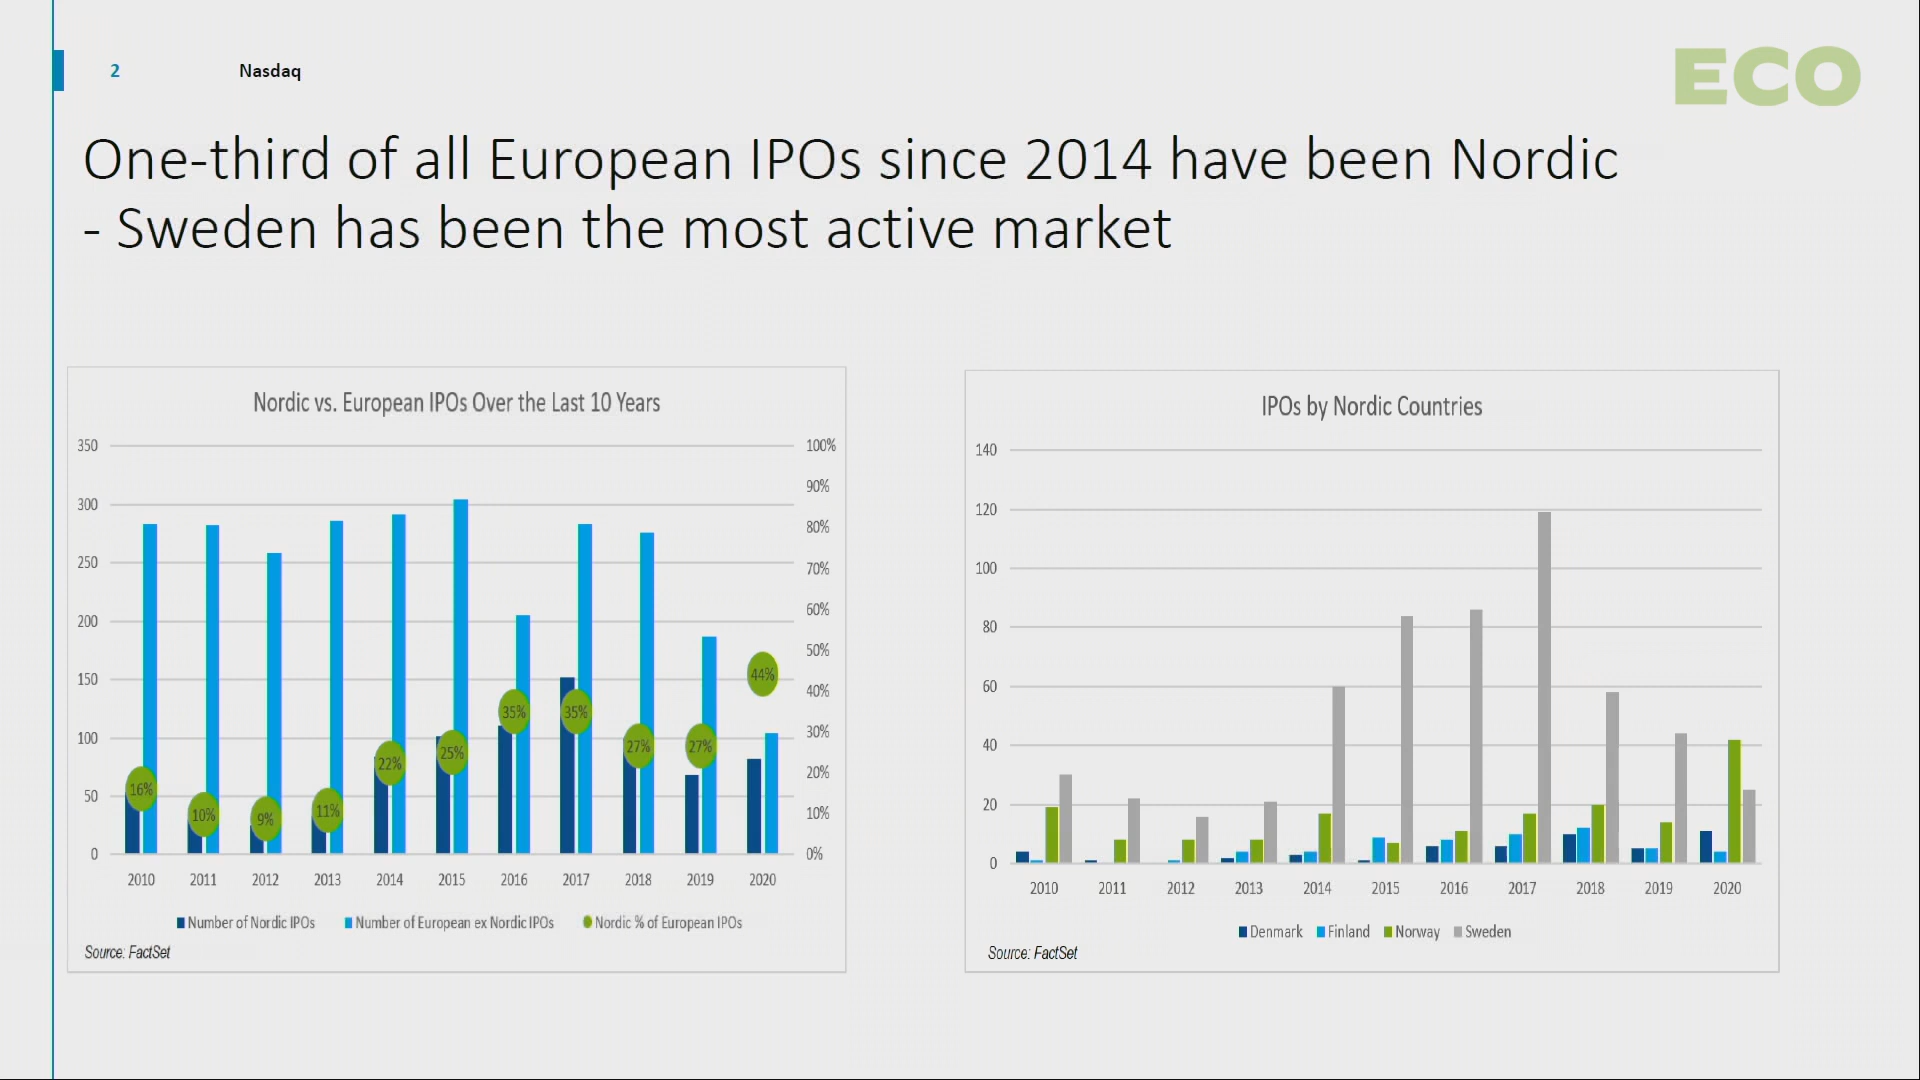 2 Nasdaq
ECO
One-third of all European IPOs since 2014 have been Nordic
- Sweden has been the most active market
Nordic vs. European IPOs Over the Last 10 Years
350 100%
90%
300
80%
250
70%
200 60%
50%
150
40%
100 30%
20%
50
10%
0 0%
16% 10% 9% 11% 22% 25% 35% 35% 27% 27% 44%
2010 2011 2012 2013 2014 2015 2016 2017 2018 2019 2020
Number of Nordic IPOs Number of European ex Nordic IPOs Nordic % of European IPOs
Source: FactSet
IPOs by Nordic Countries
140
120
100
80
60
40
20
0
2010 2011 2012 2013 2014 2015 2016 2017 2018 2019 2020
Denmark Finland Norway Sweden
Source: FactSet